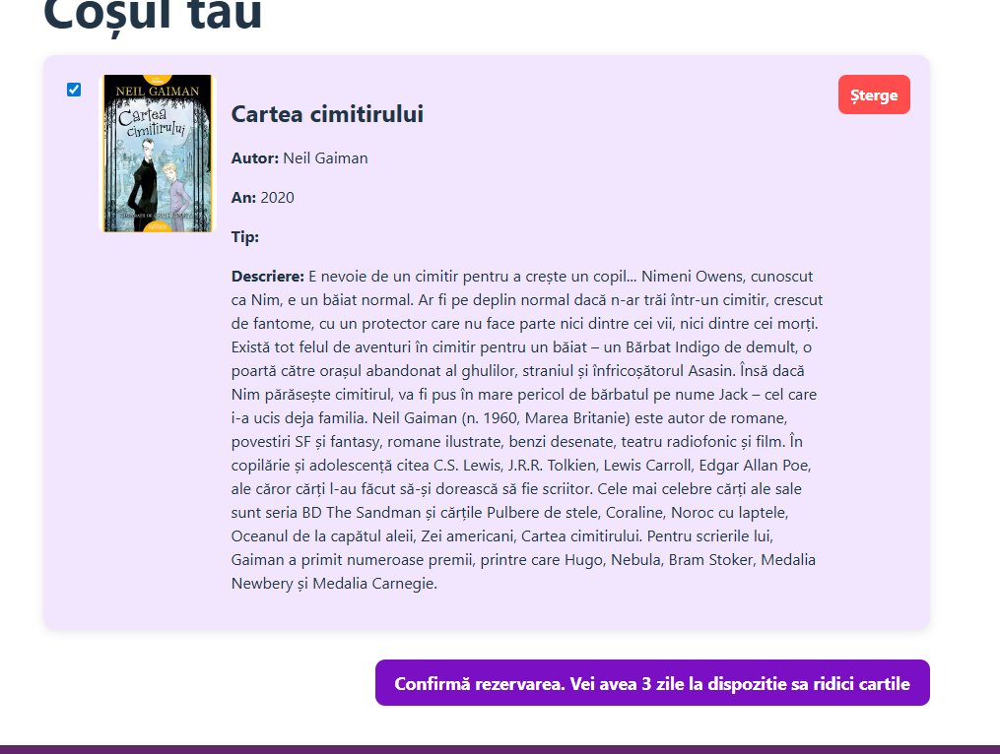 Coșul tău
Șterge
NEIL GAIMAN
Cartea
cimitirului
Cartea cimitirului
Autor: Neil Gaiman
An: 2020
Tip:
Descriere: E nevoie de un cimitir pentru a crește un copil... Nimeni Owens, cunoscut
ca Nim, e un băiat normal. Ar fi pe deplin normal dacă n-ar trăi într-un cimitir, crescut
de fantome, cu un protector care nu face parte nici dintre cei vii, nici dintre cei morți.
Există tot felul de aventuri în cimitir pentru un băiat – un Bărbat Indigo de demult, o
poartă către orașul abandonat al ghulilor, straniul și înfricoșătorul Asasin. Însă dacă
Nim părăsește cimitirul, va fi pus în mare pericol de bărbatul pe nume Jack – cel care
i-a ucis deja familia. Neil Gaiman (n. 1960, Marea Britanie) este autor de romane,
povestiri SF și fantasy, romane ilustrate, benzi desenate, teatru radiofonic și film. În
copilărie și adolescență citea C.S. Lewis, J.R.R. Tolkien, Lewis Carroll, Edgar Allan Poe,
ale căror cărți l-au făcut să-și dorească să fie scriitor. Cele mai celebre cărți ale sale
sunt seria BD The Sandman și cărțile Pulbere de stele, Coraline, Noroc cu laptele,
Oceanul de la capătul aleii, Zei americani, Cartea cimitirului. Pentru scrierile lui,
Gaiman a primit numeroase premii, printre care Hugo, Nebula, Bram Stoker, Medalia
Newbery și Medalia Carnegie.
Confirmă rezervarea. Vei avea 3 zile la dispozitie sa ridici cartile